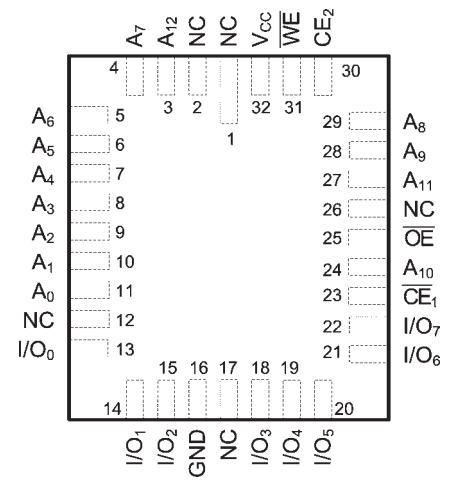 A7 A12 NC NC VCC W̅E̅ CE2
4 3 2 1 32 31 30
A6 5 29 A8
A5 6 28 A9
A4 7 27 A11
A3 8 26 NC
A2 9 25 O̅E̅
A1 10 24 A10
A0 11 23 C̅E̅1
NC 12 22 I/O7
I/O0 13 21 I/O6
14 15 16 17 18 19 20
I/O1 I/O2 GND NC I/O3 I/O4 I/O5